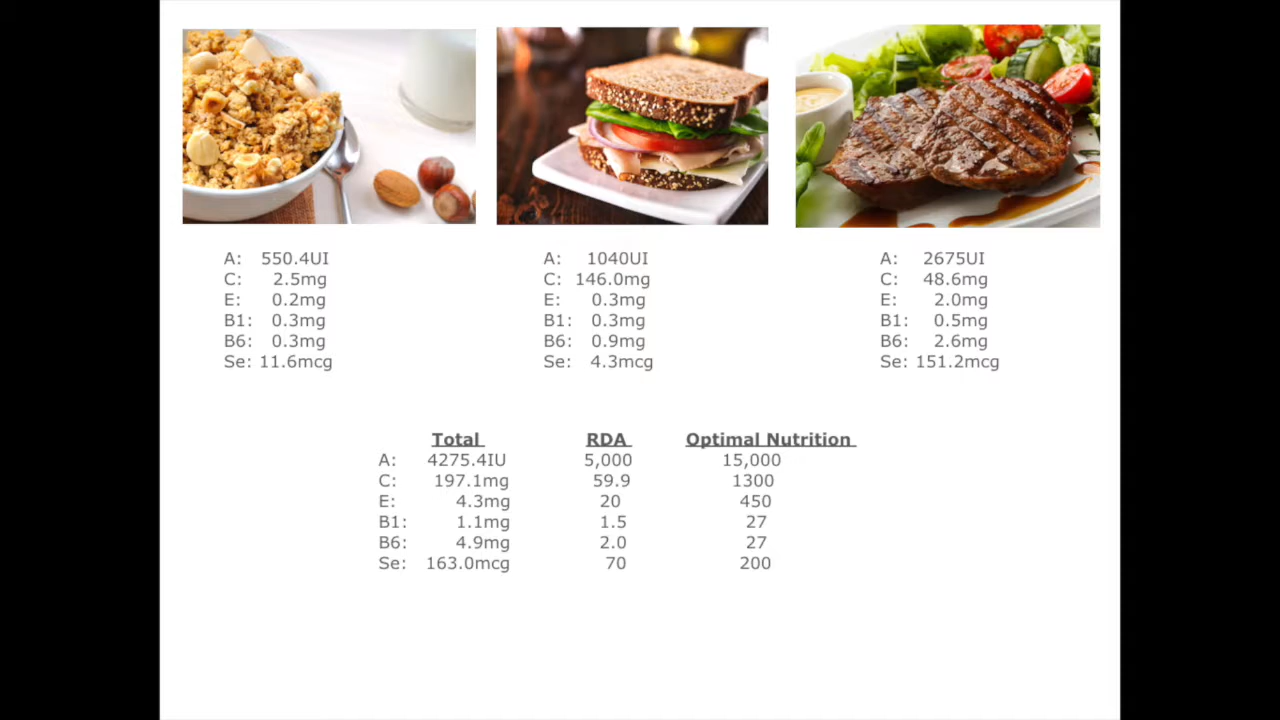 A: 550.4UI
C: 2.5mg
E: 0.2mg
B1: 0.3mg
B6: 0.3mg
Se: 11.6mcg
A: 1040UI
C: 146.0mg
E: 0.3mg
B1: 0.3mg
B6: 0.9mg
Se: 4.3mcg
A: 2675UI
C: 48.6mg
E: 2.0mg
B1: 0.5mg
B6: 2.6mg
Se: 151.2mcg
Total RDA Optimal Nutrition
A: 4275.4IU 5,000 15,000
C: 197.1mg 59.9 1300
E: 4.3mg 20 450
B1: 1.1mg 1.5 27
B6: 4.9mg 2.0 27
Se: 163.0mcg 70 200